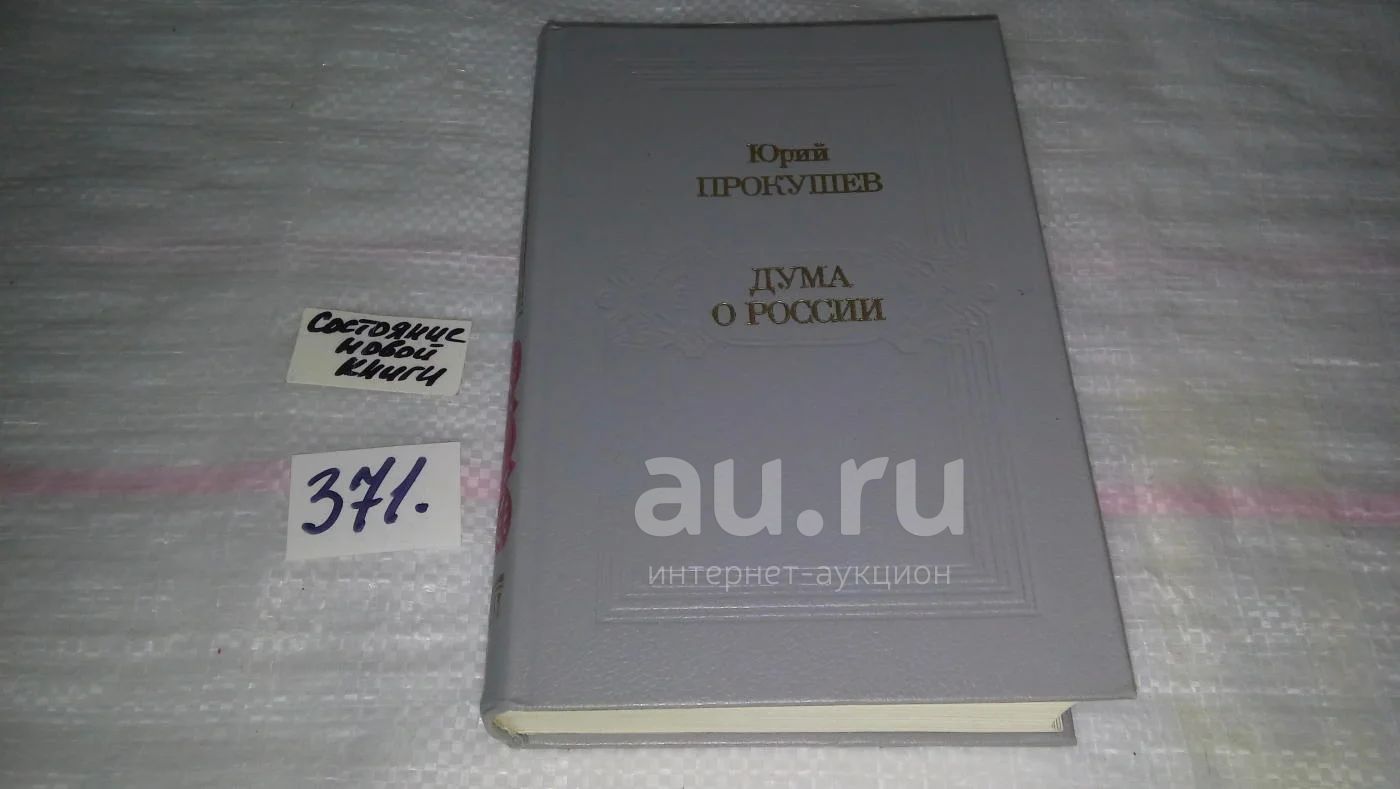 Юрий
ПРОКУШЕВ
ДУМА
О РОССИИ
Состояние
новой
книги
371.
au.ru
интернет-аукцион